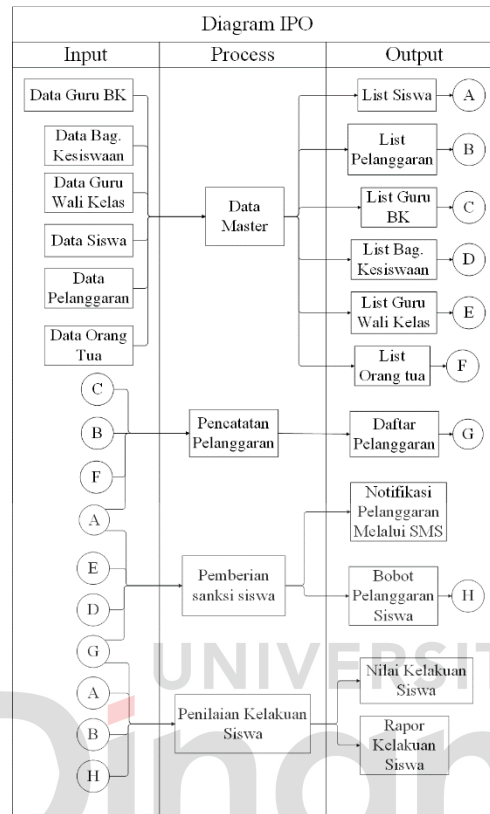 Diagram IPO
Input
Process
Output
Data Guru BK
Data Bag.
Kesiswaan
Data Guru
Wali Kelas
Data Siswa
Data
Pelanggaran
Data Orang
Tua
Data
Master
List Siswa
A
List
Pelanggaran
B
List Guru
BK
C
List Bag.
Kesiswaan
D
List Guru
Wali Kelas
E
List
Orang tua
F
C
B
F
A
Pencatatan
Pelanggaran
Daftar
Pelanggaran
G
E
D
G
Pemberian
sanksi siswa
Notifikasi
Pelanggaran
Melalui SMS
Bobot
Pelanggaran
Siswa
H
A
B
H
Penilaian Kelakuan
Siswa
Nilai Kelakuan
Siswa
Rapor
Kelakuan
Siswa
UNIVERSIT
Dinam